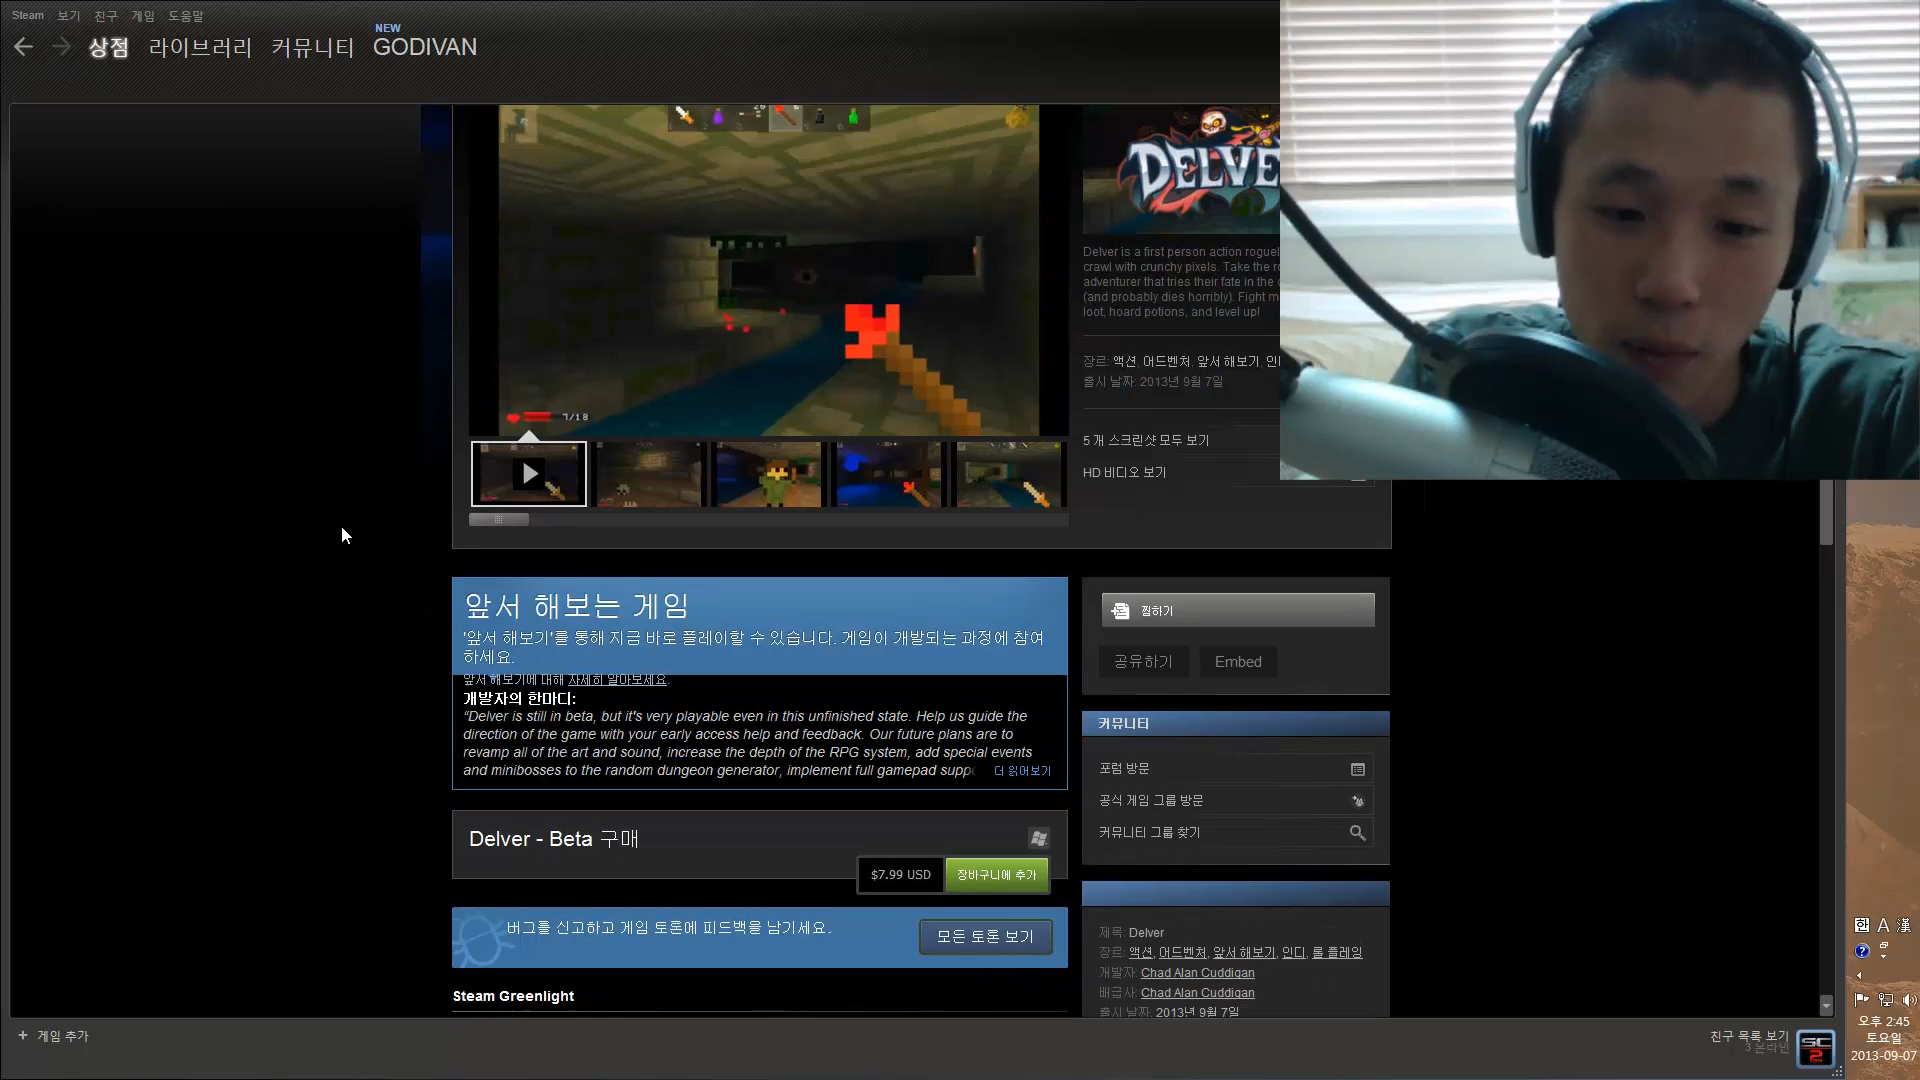 Steam 보기 친구 게임 도움말
NEW
상점 라이브러리 커뮤니티 GODIVAN
DELVE
7/18
Delver is a first person action
crawl with crunchy pixels. Take the
adventurer that tries their fate in the
(and probably dies horribly). Fight
loot, hoard potions, and level up!
장르: 액션, 어드벤처, 앞서 해보기,
출시 날짜: 2013년 9월 7일
5 개 스크린샷 모두 보기
HD 비디오 보기
앞서 해보는 게임
'앞서 해보기'를 통해 지금 바로 플레이할 수 있습니다. 게임이 개발되는 과정에 참여
하세요.
앞서 해보기에 대해 자세히 알아보세요.
개발자의 한마디:
“Delver is still in beta, but it's very playable even in this unfinished state. Help us guide the
direction of the game with your early access help and feedback. Our future plans are to
revamp all of the art and sound, increase the depth of the RPG system, add special events
and minibosses to the random dungeon generator, implement full gamepad suppo
더 읽어보기
Delver - Beta 구매
$7.99 USD 장바구니에 추가
버그를 신고하고 게임 토론에 피드백을 남기세요.
모든 토론 보기
Steam Greenlight
찜하기
공유하기 Embed
커뮤니티
포럼 방문
공식 게임 그룹 방문
커뮤니티 그룹 찾기
제목: Delver
장르: 액션, 어드벤처, 앞서 해보기, 인디, 롤 플레잉
개발자: Chad Alan Cuddigan
배급사: Chad Alan Cuddigan
출시 날짜: 2013년 9월 7일
+ 게임 추가
친구 목록 보기
3 온라인
SC
2
한 A 漢
오후 2:45
토요일
2013-09-07